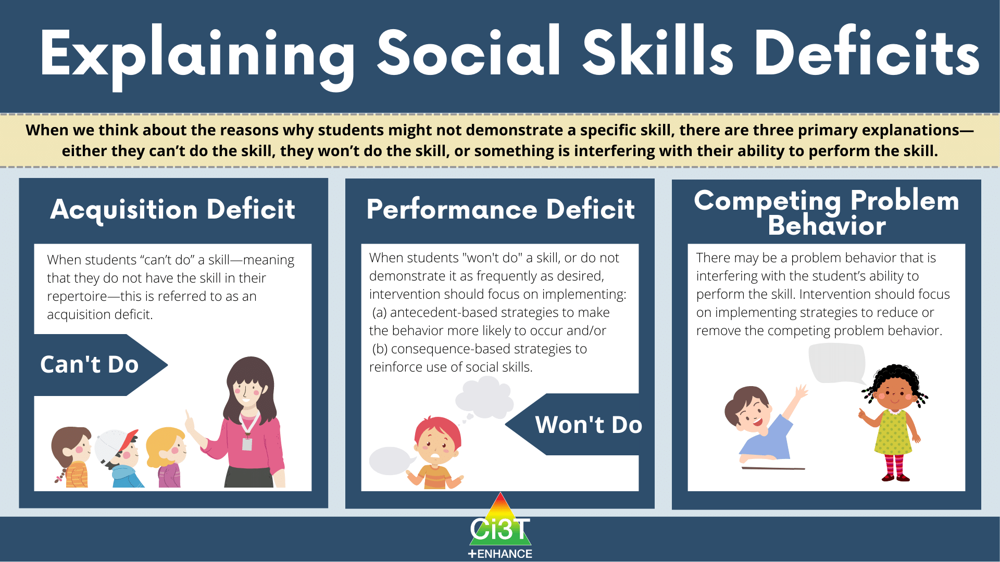 Explaining Social Skills Deficits
When we think about the reasons why students might not demonstrate a specific skill, there are three primary explanations—
either they can’t do the skill, they won’t do the skill, or something is interfering with their ability to perform the skill.
Acquisition Deficit
When students “can’t do” a skill—meaning
that they do not have the skill in their
repertoire—this is referred to as an
acquisition deficit.
Can't Do
Performance Deficit
When students "won't do" a skill, or do not
demonstrate it as frequently as desired,
intervention should focus on implementing:
(a) antecedent-based strategies to make
the behavior more likely to occur and/or
(b) consequence-based strategies to
reinforce use of social skills.
Won't Do
Competing Problem
Behavior
There may be a problem behavior that is
interfering with the student’s ability to
perform the skill. Intervention should focus
on implementing strategies to reduce or
remove the competing problem behavior.
Ci3T
+ENHANCE